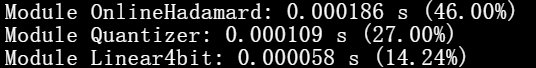 Module OnlineHadamard: 0.000186 s (46.00%)
Module Quantizer: 0.000109 s (27.00%)
Module Linear4bit: 0.000058 s (14.24%)